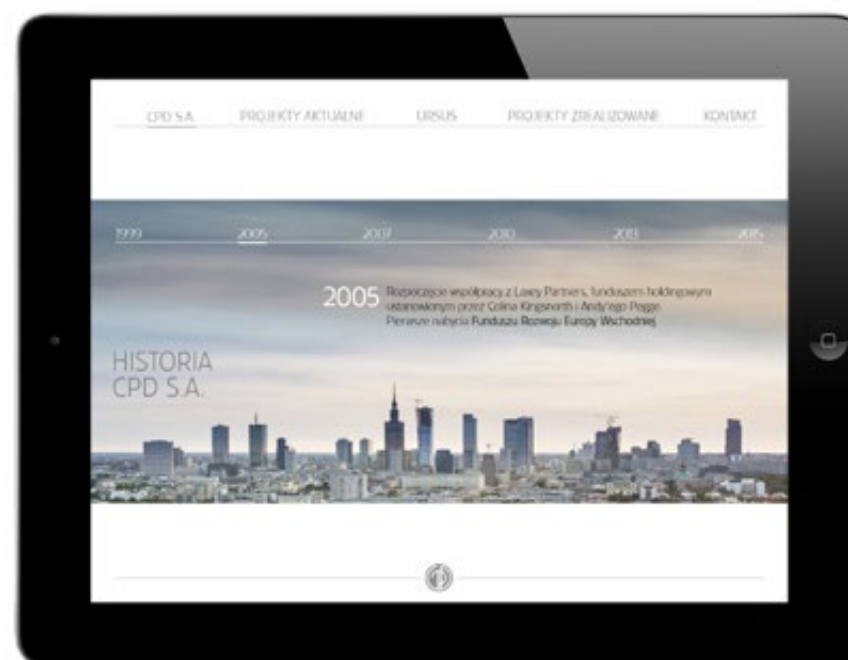 CPD S.A. PROJEKTY AKTUALNE URSUS PROJEKTY ZREALIZOWANE KONTAKT
1999 2005 2007 2010 2013 2015
2005 Rozpoczęcie współpracy z Laxey Partners, funduszem holdingowym
ustanowionym przez Colina Kingsnorth i Andy'ego Pegge.
Pierwsze nabycia Funduszu Rozwoju Europy Wschodniej
HISTORIA
CPD S.A.